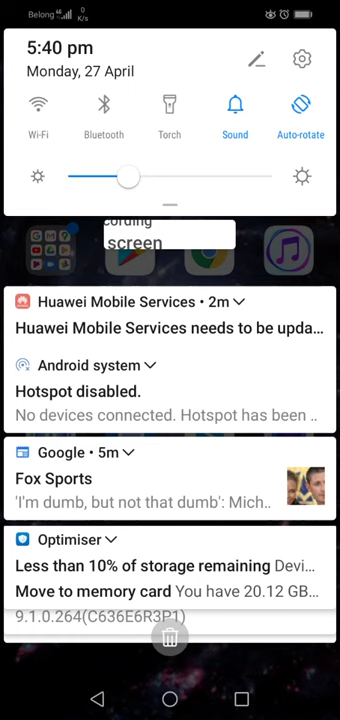 Belong 4G 0 K/s
5:40 pm
Monday, 27 April
Wi-Fi Bluetooth Torch Sound Auto-rotate
screen
Huawei Mobile Services • 2m
Huawei Mobile Services needs to be upda...
Android system
Hotspot disabled.
No devices connected. Hotspot has been ..
Google • 5m
Fox Sports
'I'm dumb, but not that dumb': Mich..
Optimiser
Less than 10% of storage remaining Devi...
Move to memory card You have 20.12 GB...
9.1.0.264(C636E6R3P1)